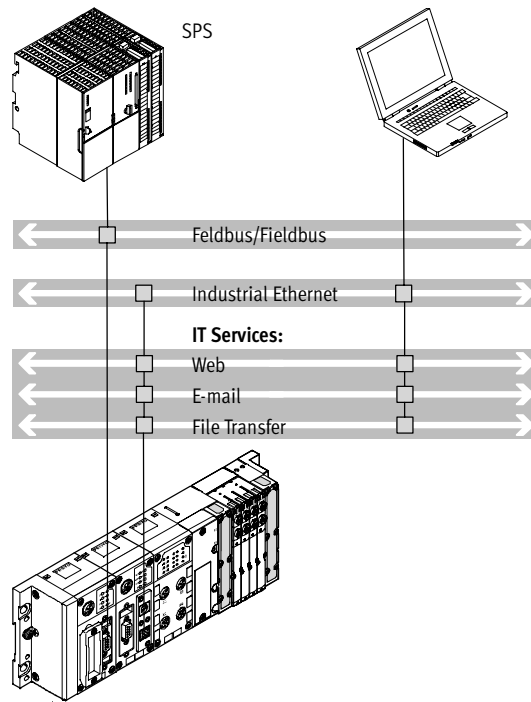 SPS
Feldbus/Fieldbus
Industrial Ethernet
IT Services:
Web
E-mail
File Transfer